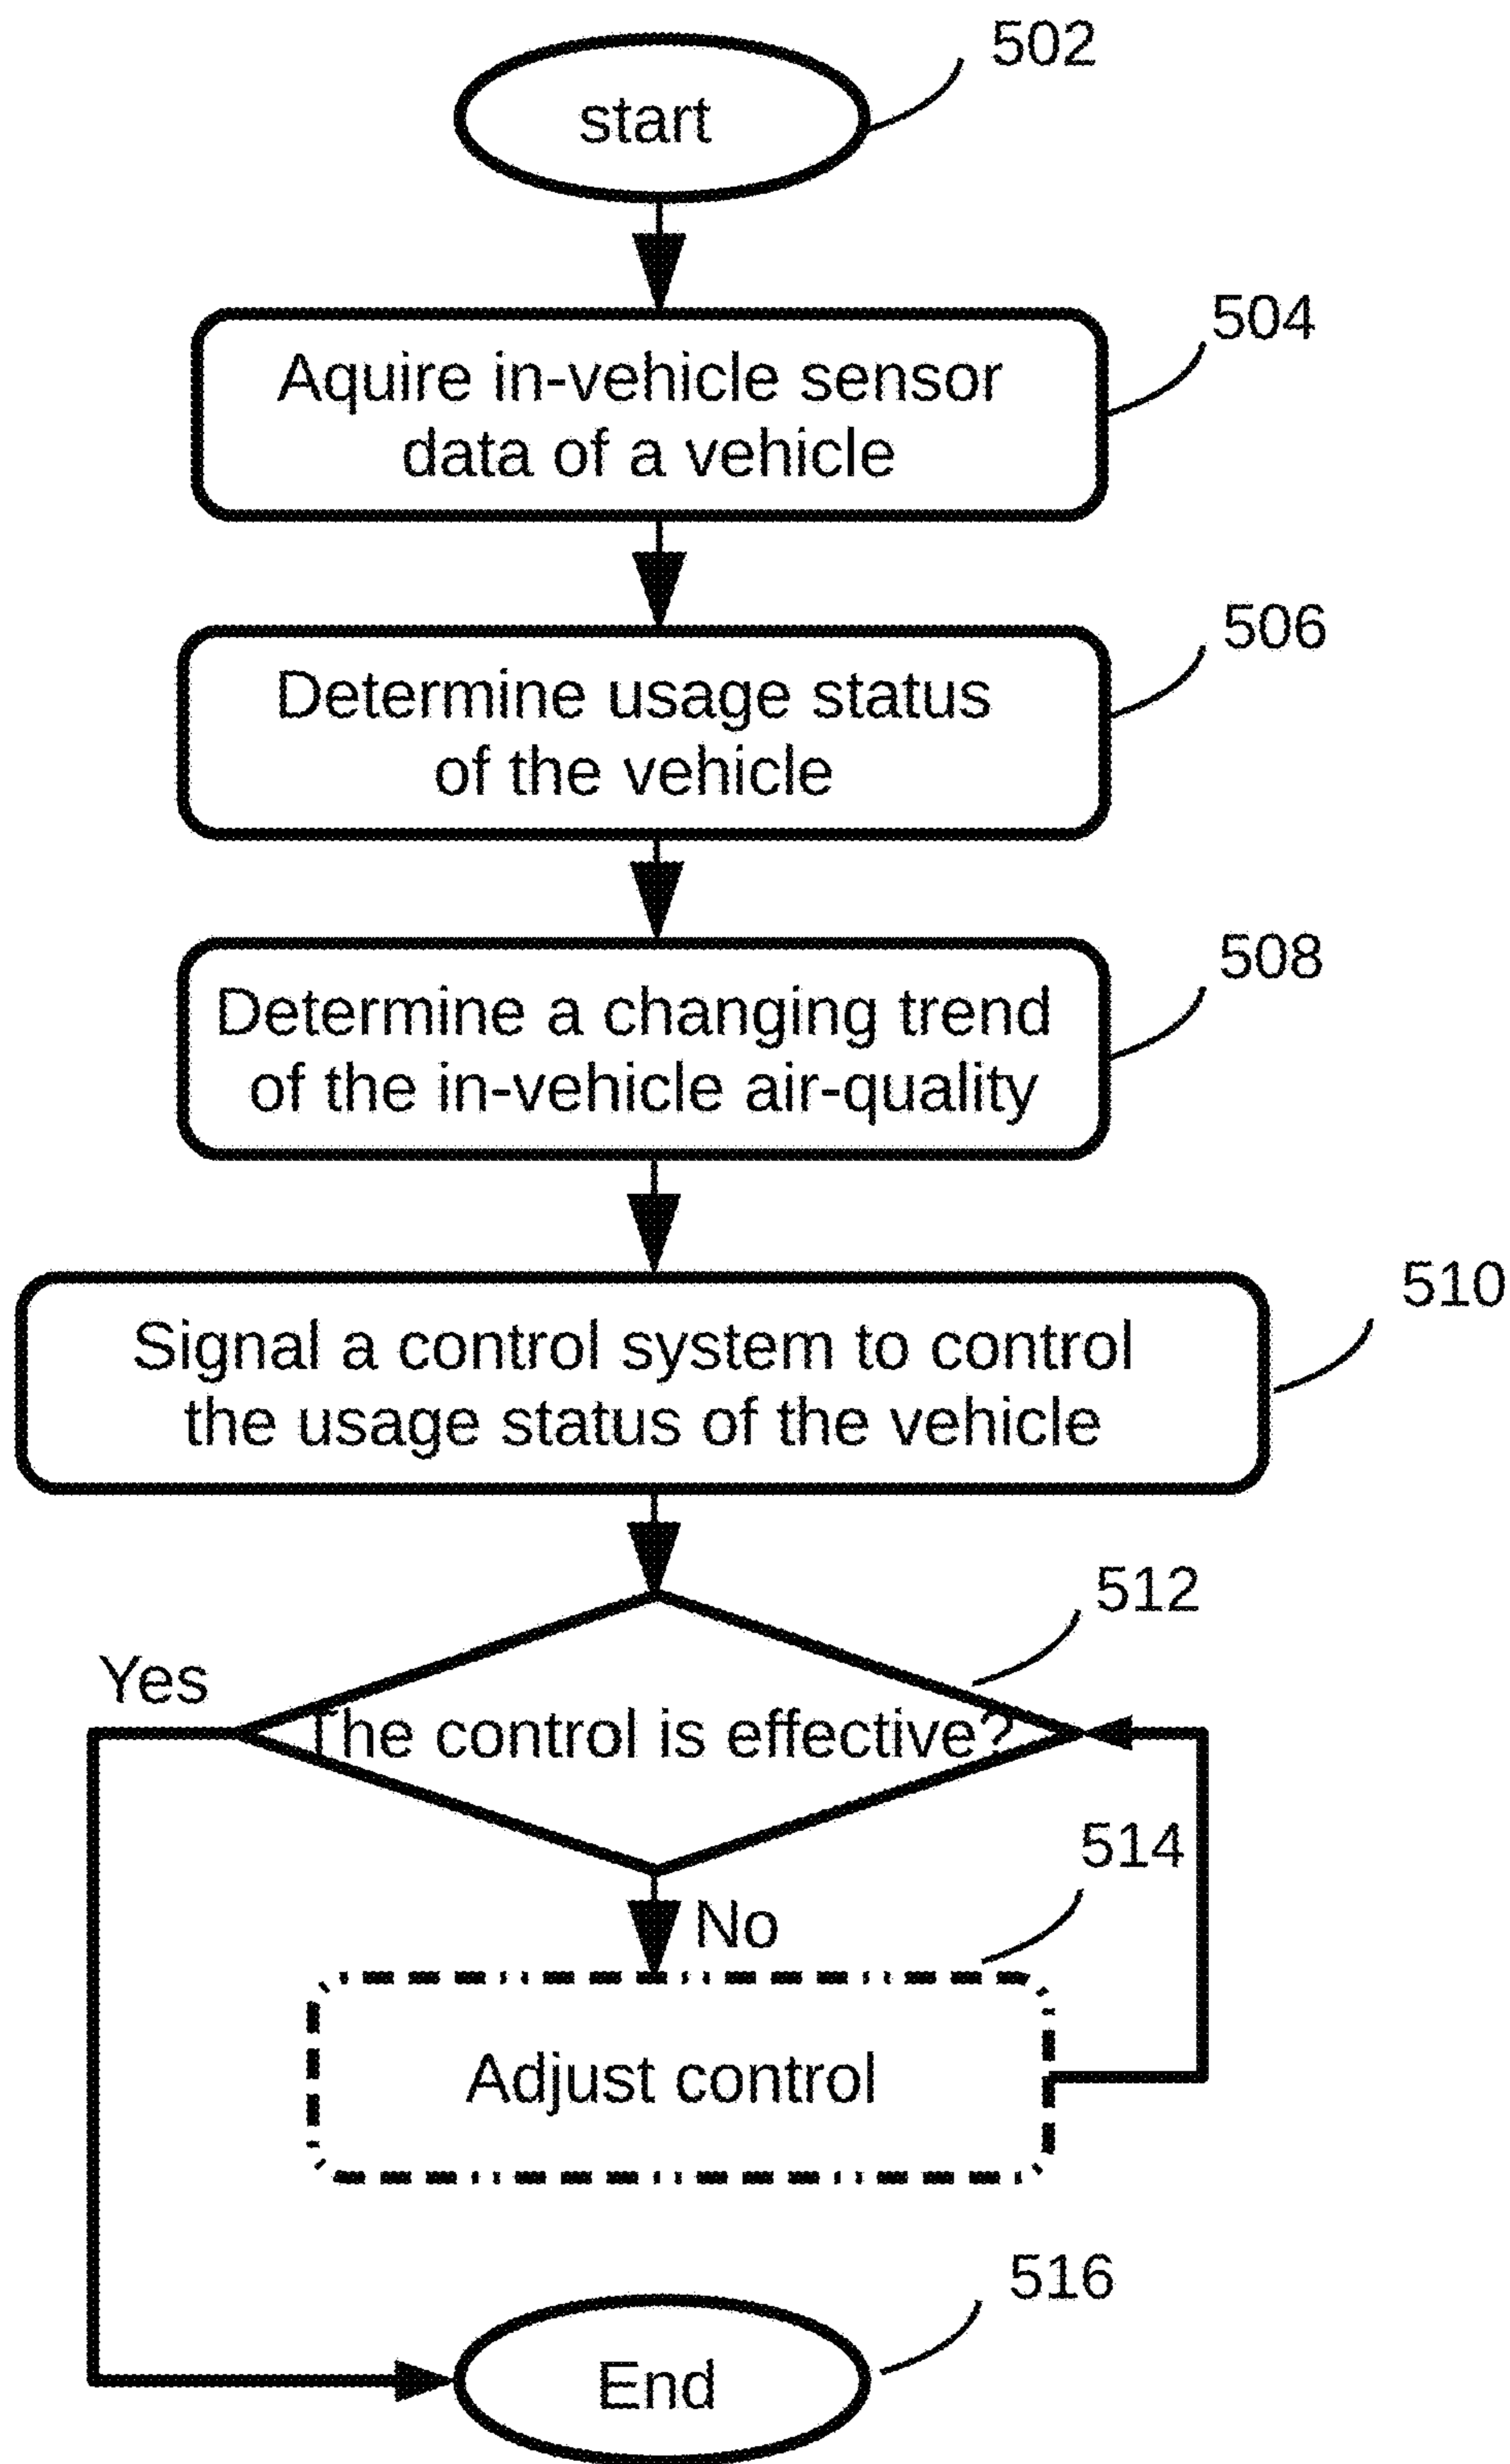 502
start
504
Aquire in-vehicle sensor
data of a vehicle
506
Determine usage status
of the vehicle
508
Determine a changing trend
of the in-vehicle air-quality
510
Signal a control system to control
the usage status of the vehicle
512
Yes
The control is effective?
514
No
Adjust control
516
End